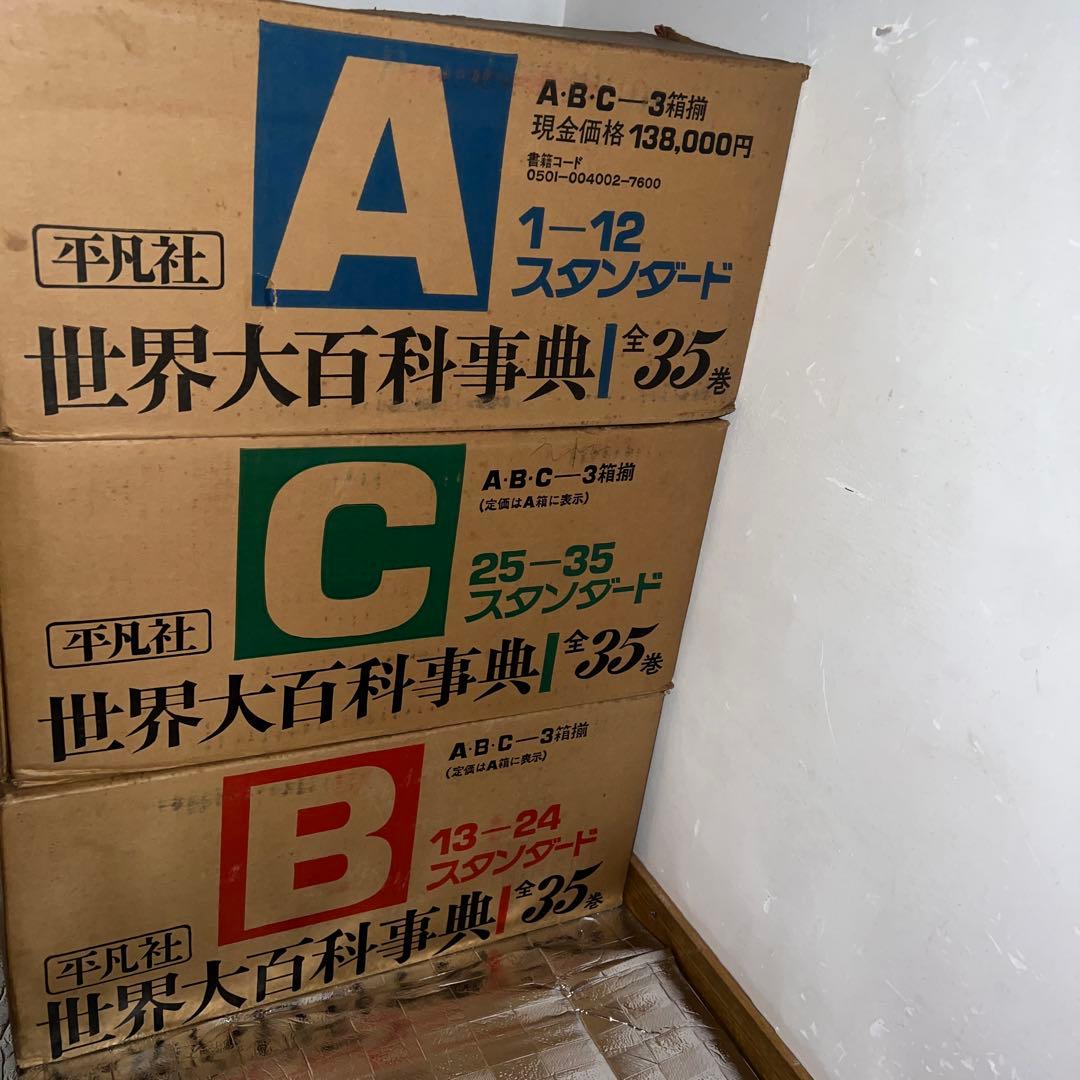 A
A·B·C—3箱揃
現金価格 138,000円
書籍コード
0501-004002-7600
1—12
スタンダード
平凡社
世界大百科事典 全35巻
C
A·B·C—3箱揃
(定価はA箱に表示)
25—35
スタンダード
平凡社
世界大百科事典 全35巻
B
A·B·C—3箱揃
(定価はA箱に表示)
13—24
スタンダード
平凡社
世界大百科事典 全35巻